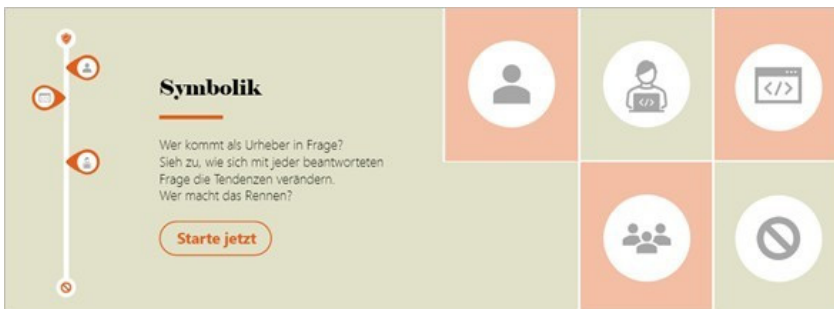 Symbolik
Wer kommt als Urheber in Frage?
Sieh zu, wie sich mit jeder beantworteten
Frage die Tendenzen verändern.
Wer macht das Rennen?
Starte jetzt
</>
</>